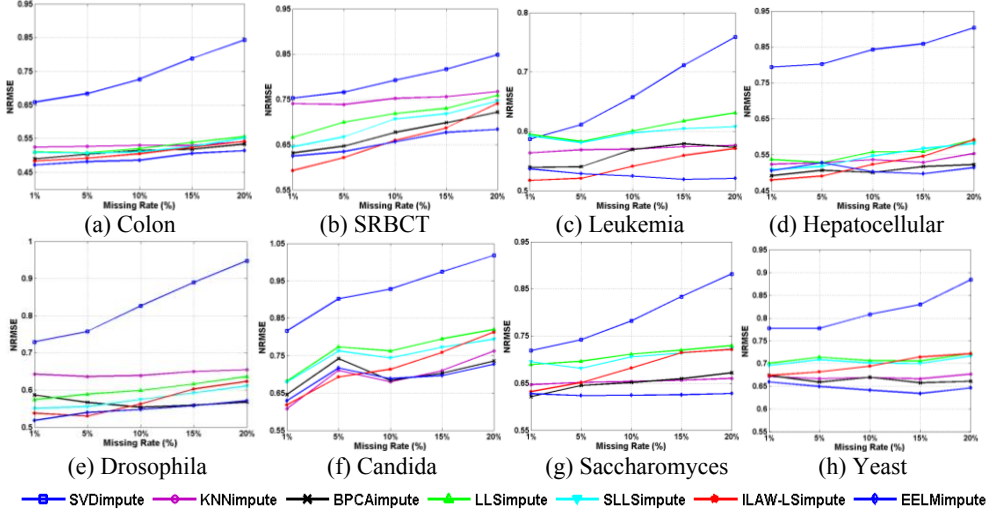 0.95
0.85
0.75
0.65
0.55
0.45
NRMSE
1% 5% 10% 15% 20%
Missing Rate (%)
(a) Colon
0.95
0.85
0.75
0.65
0.55
NRMSE
1% 5% 10% 15% 20%
Missing Rate (%)
(b) SRBCT
0.8
0.7
0.6
0.5
NRMSE
1% 5% 10% 15% 20%
Missing Rate (%)
(c) Leukemia
0.95
0.85
0.75
0.65
0.55
0.45
NRMSE
1% 5% 10% 15% 20%
Missing Rate (%)
(d) Hepatocellular
1
0.9
0.8
0.7
0.6
0.5
NRMSE
1% 5% 10% 15% 20%
Missing Rate (%)
(e) Drosophila
1.05
0.95
0.85
0.75
0.65
0.55
NRMSE
1% 5% 10% 15% 20%
Missing Rate (%)
(f) Candida
0.95
0.85
0.75
0.65
0.55
NRMSE
1% 5% 10% 15% 20%
Missing Rate (%)
(g) Saccharomyces
0.95
0.9
0.85
0.8
0.75
0.7
0.65
0.6
0.55
NRMSE
1% 5% 10% 15% 20%
Missing Rate (%)
(h) Yeast
SVDimpute KNNimpute BPCAimpute LLSimpute SLLSimpute ILAW-LSimpute EELMimpute